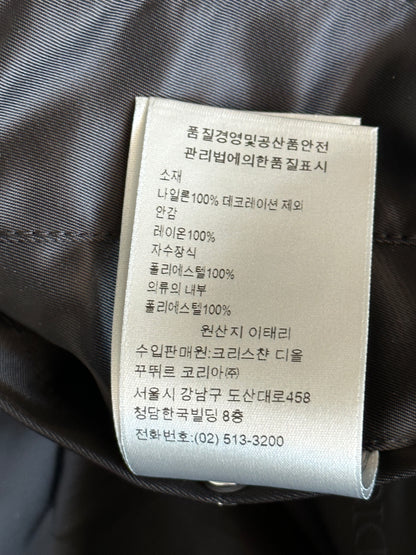 품질경영및공산품안전
관리법에의한품질표시
소재
나일론100% 데코레이션 제외
안감
레이온100%
자수장식
폴리에스텔100%
의류의 내부
폴리에스텔100%
원산지 이태리
수입판매원:크리스챤 디올
꾸뛰르 코리아㈜
서울시 강남구 도산대로458
청담한국빌딩 8층
전화번호:(02) 513-3200